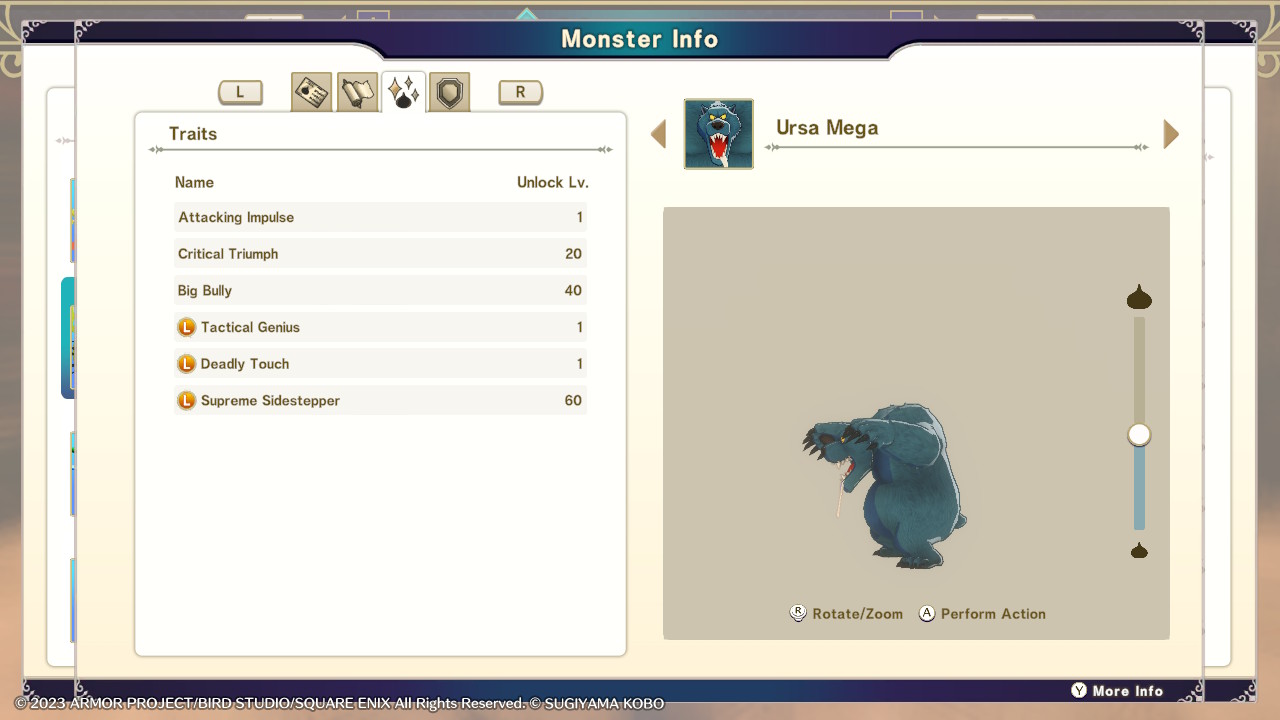 Monster Info
L
R
Traits
Name Unlock Lv.
Attacking Impulse 1
Critical Triumph 20
Big Bully 40
L Tactical Genius 1
L Deadly Touch 1
L Supreme Sidestepper 60
Ursa Mega
R Rotate/Zoom A Perform Action
Y More Info
© 2023 ARMOR PROJECT/BIRD STUDIO/SQUARE ENIX All Rights Reserved. © SUGIYAMA KOBO